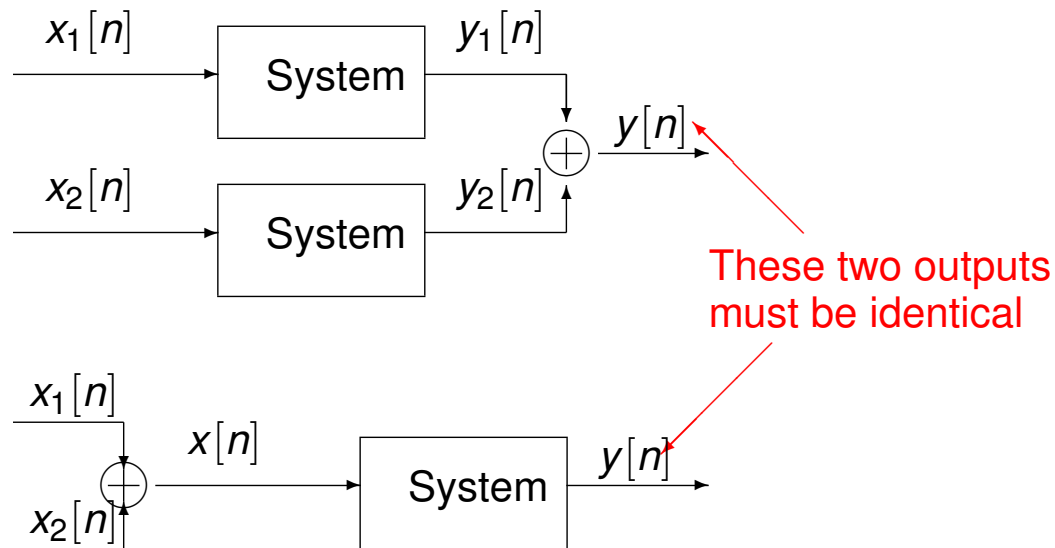 x₁[n]
y₁[n]
System
y[n]
x₂[n]
y₂[n]
System
These two outputs
must be identical
x₁[n]
x[n]
y[n]
System
x₂[n]